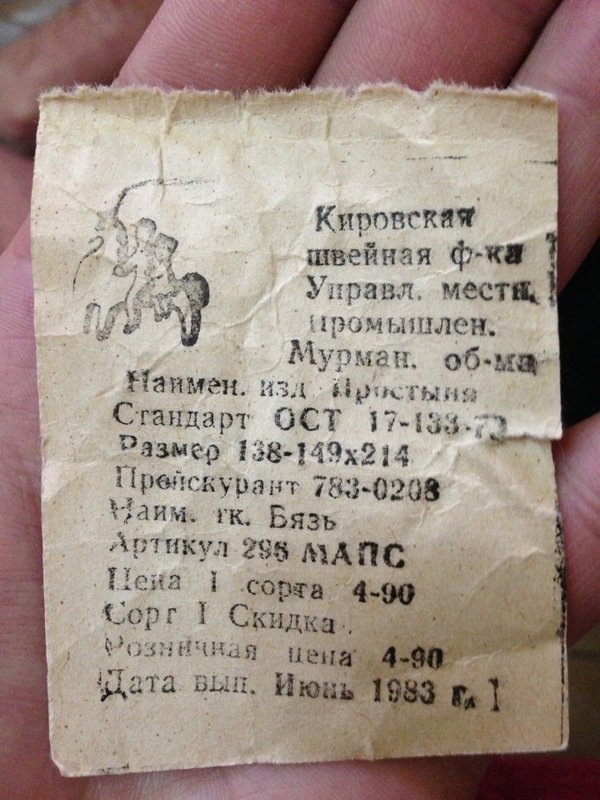 Кировская
швейная ф-ка
Управл. местн.
промышлен.
Мурман. об-ма
Наимен. изд Простыня
Стандарт ОСТ 17-133-73
Размер 138-149х214
Прейскурант 783-0208
Наим. тк. Бязь
Артикул 296 МАПС
Цена I сорта 4-90
Сорт I Скидка
Розничная цена 4-90
Дата вып. Июнь 1983 г.